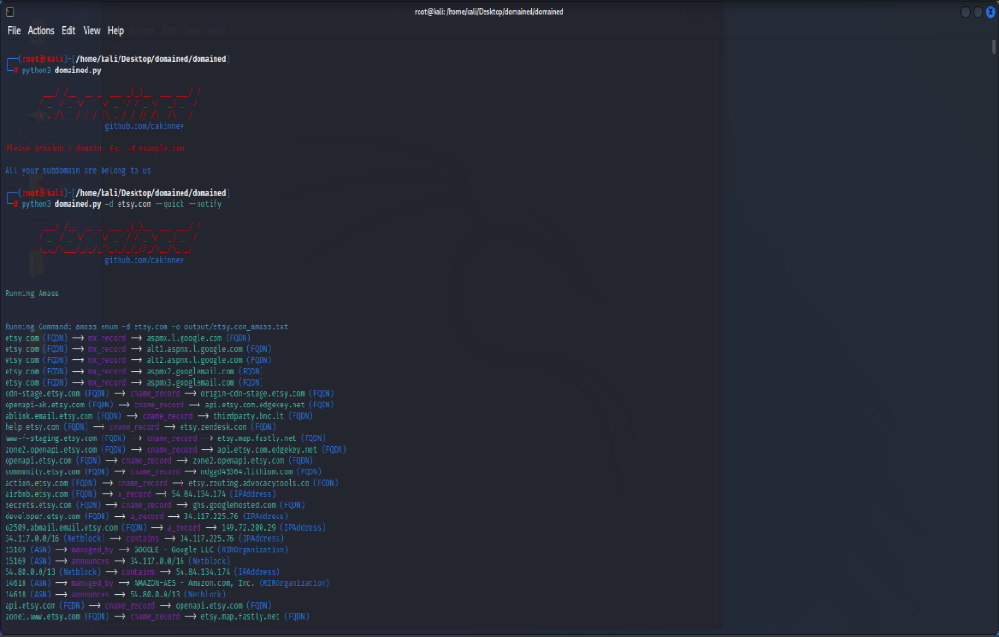 root@kali: /home/kali/Desktop/domained/domained
File Actions Edit View Help
┌──(root㉿kali)-[/home/kali/Desktop/domained/domained]
└─# python3 domained.py
github.com/cakinney
Please provide a domain. Ex. -d example.com
All your subdomain are belong to us
┌──(root㉿kali)-[/home/kali/Desktop/domained/domained]
└─# python3 domained.py -d etsy.com --quick --notify
github.com/cakinney
Running Amass
Running Command: amass enum -d etsy.com -o output/etsy.com_amass.txt
etsy.com (FQDN) --> mx_record --> aspmx.l.google.com (FQDN)
etsy.com (FQDN) --> mx_record --> alt1.aspmx.l.google.com (FQDN)
etsy.com (FQDN) --> mx_record --> alt2.aspmx.l.google.com (FQDN)
etsy.com (FQDN) --> mx_record --> aspmx2.googlemail.com (FQDN)
etsy.com (FQDN) --> mx_record --> aspmx3.googlemail.com (FQDN)
cdn-stage.etsy.com (FQDN) --> cname_record --> origin-cdn-stage.etsy.com (FQDN)
openapi-ak.etsy.com (FQDN) --> cname_record --> api.etsy.com.edgekey.net (FQDN)
ablink.email.etsy.com (FQDN) --> cname_record --> thirdparty.bnc.lt (FQDN)
help.etsy.com (FQDN) --> cname_record --> etsy.zendesk.com (FQDN)
www-f-staging.etsy.com (FQDN) --> cname_record --> etsy.map.fastly.net (FQDN)
zone2.openapi.etsy.com (FQDN) --> cname_record --> api.etsy.com.edgekey.net (FQDN)
openapi.etsy.com (FQDN) --> cname_record --> zone2.openapi.etsy.com (FQDN)
community.etsy.com (FQDN) --> cname_record --> ndggd45364.lithium.com (FQDN)
action.etsy.com (FQDN) --> cname_record --> etsy.routing.advocacytools.co (FQDN)
airbnb.etsy.com (FQDN) --> a_record --> 54.84.134.174 (IPAddress)
secrets.etsy.com (FQDN) --> cname_record --> ghs.googlehosted.com (FQDN)
developer.etsy.com (FQDN) --> a_record --> 34.117.225.76 (IPAddress)
o2509.abmail.email.etsy.com (FQDN) --> a_record --> 149.72.200.29 (IPAddress)
34.117.0.0/16 (Netblock) --> contains --> 34.117.225.76 (IPAddress)
15169 (ASN) --> managed_by --> GOOGLE - Google LLC (RIROrganization)
15169 (ASN) --> announces --> 34.117.0.0/16 (Netblock)
54.80.0.0/13 (Netblock) --> contains --> 54.84.134.174 (IPAddress)
14618 (ASN) --> managed_by --> AMAZON-AES - Amazon.com, Inc. (RIROrganization)
14618 (ASN) --> announces --> 54.80.0.0/13 (Netblock)
api.etsy.com (FQDN) --> cname_record --> openapi.etsy.com (FQDN)
zone1.www.etsy.com (FQDN) --> cname_record --> etsy.map.fastly.net (FQDN)